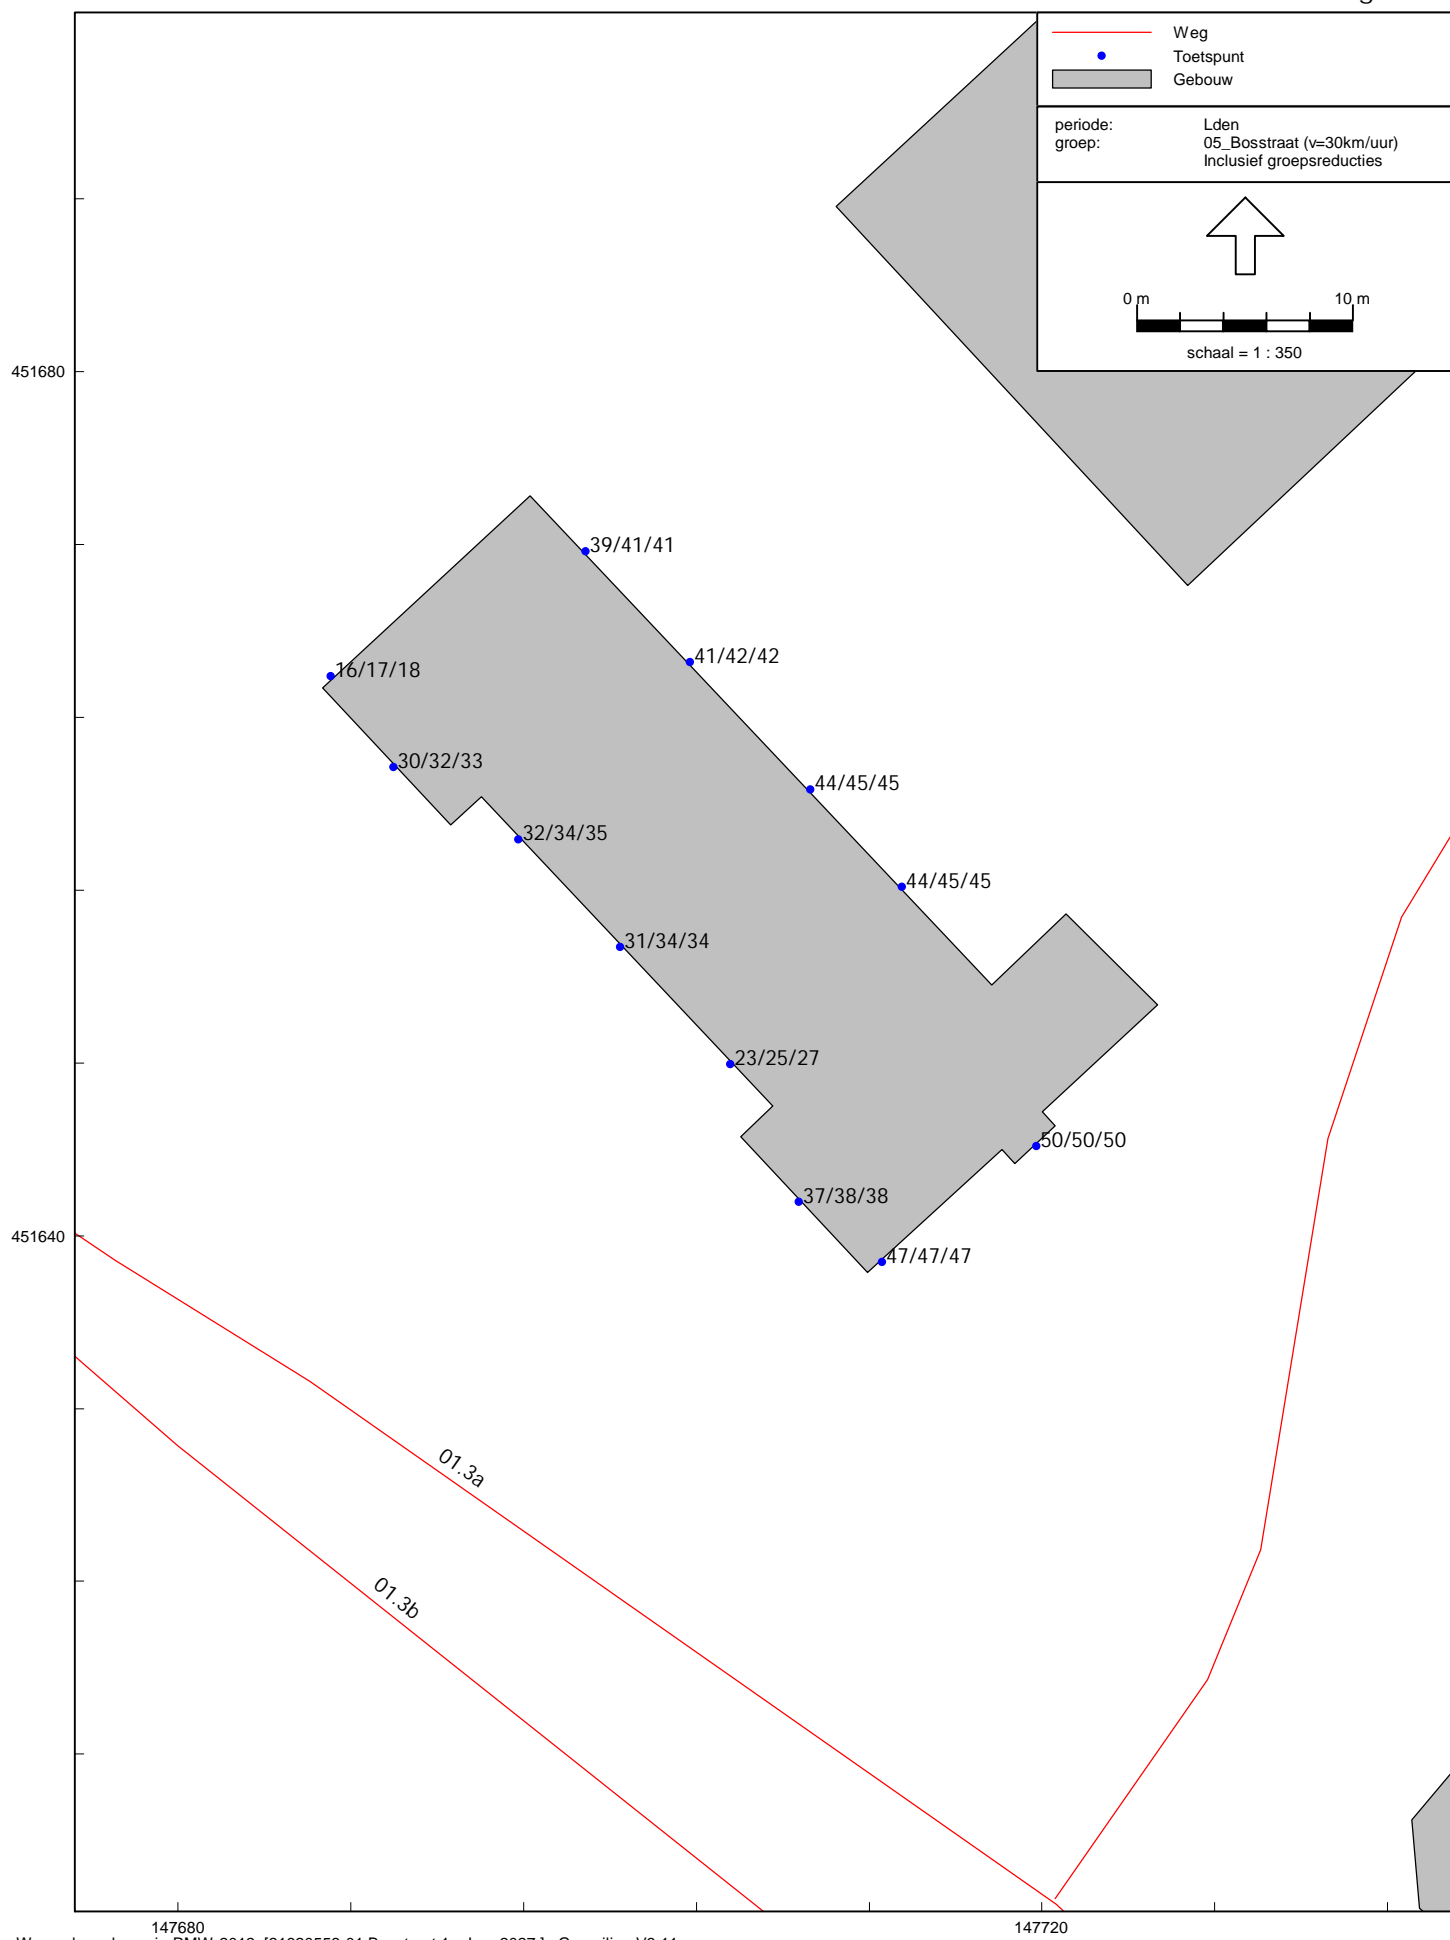 Weg
Toetspunt
Gebouw
periode: Lden
groep: 05_Bosstraat (v=30km/uur)
Inclusief groepsreducties
0 m 10 m
schaal = 1 : 350
451680
39/41/41
41/42/42
16/17/18
30/32/33
44/45/45
32/34/35
44/45/45
31/34/34
23/25/27
50/50/50
37/38/38
451640
47/47/47
01.3a
01.3b
147680 147720